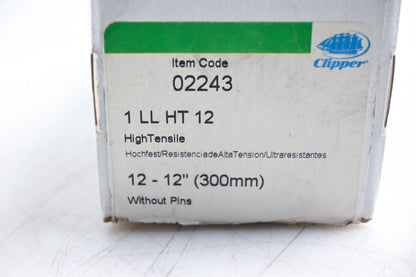 Item Code
02243
Clipper®
1 LL HT 12
HighTensile
Hochfest/ResistenciadeAltaTension/Ultraresistantes
12 - 12" (300mm)
Without Pins